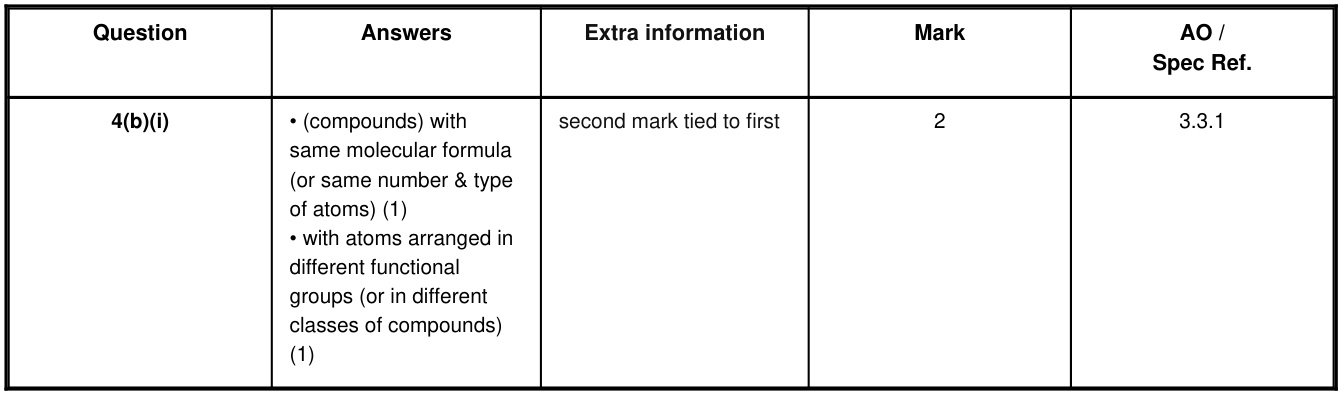 Question Answers Extra information Mark AO /
Spec Ref.
4(b)(i) • (compounds) with second mark tied to first 2 3.3.1
same molecular formula
(or same number & type
of atoms) (1)
• with atoms arranged in
different functional
groups (or in different
classes of compounds)
(1)